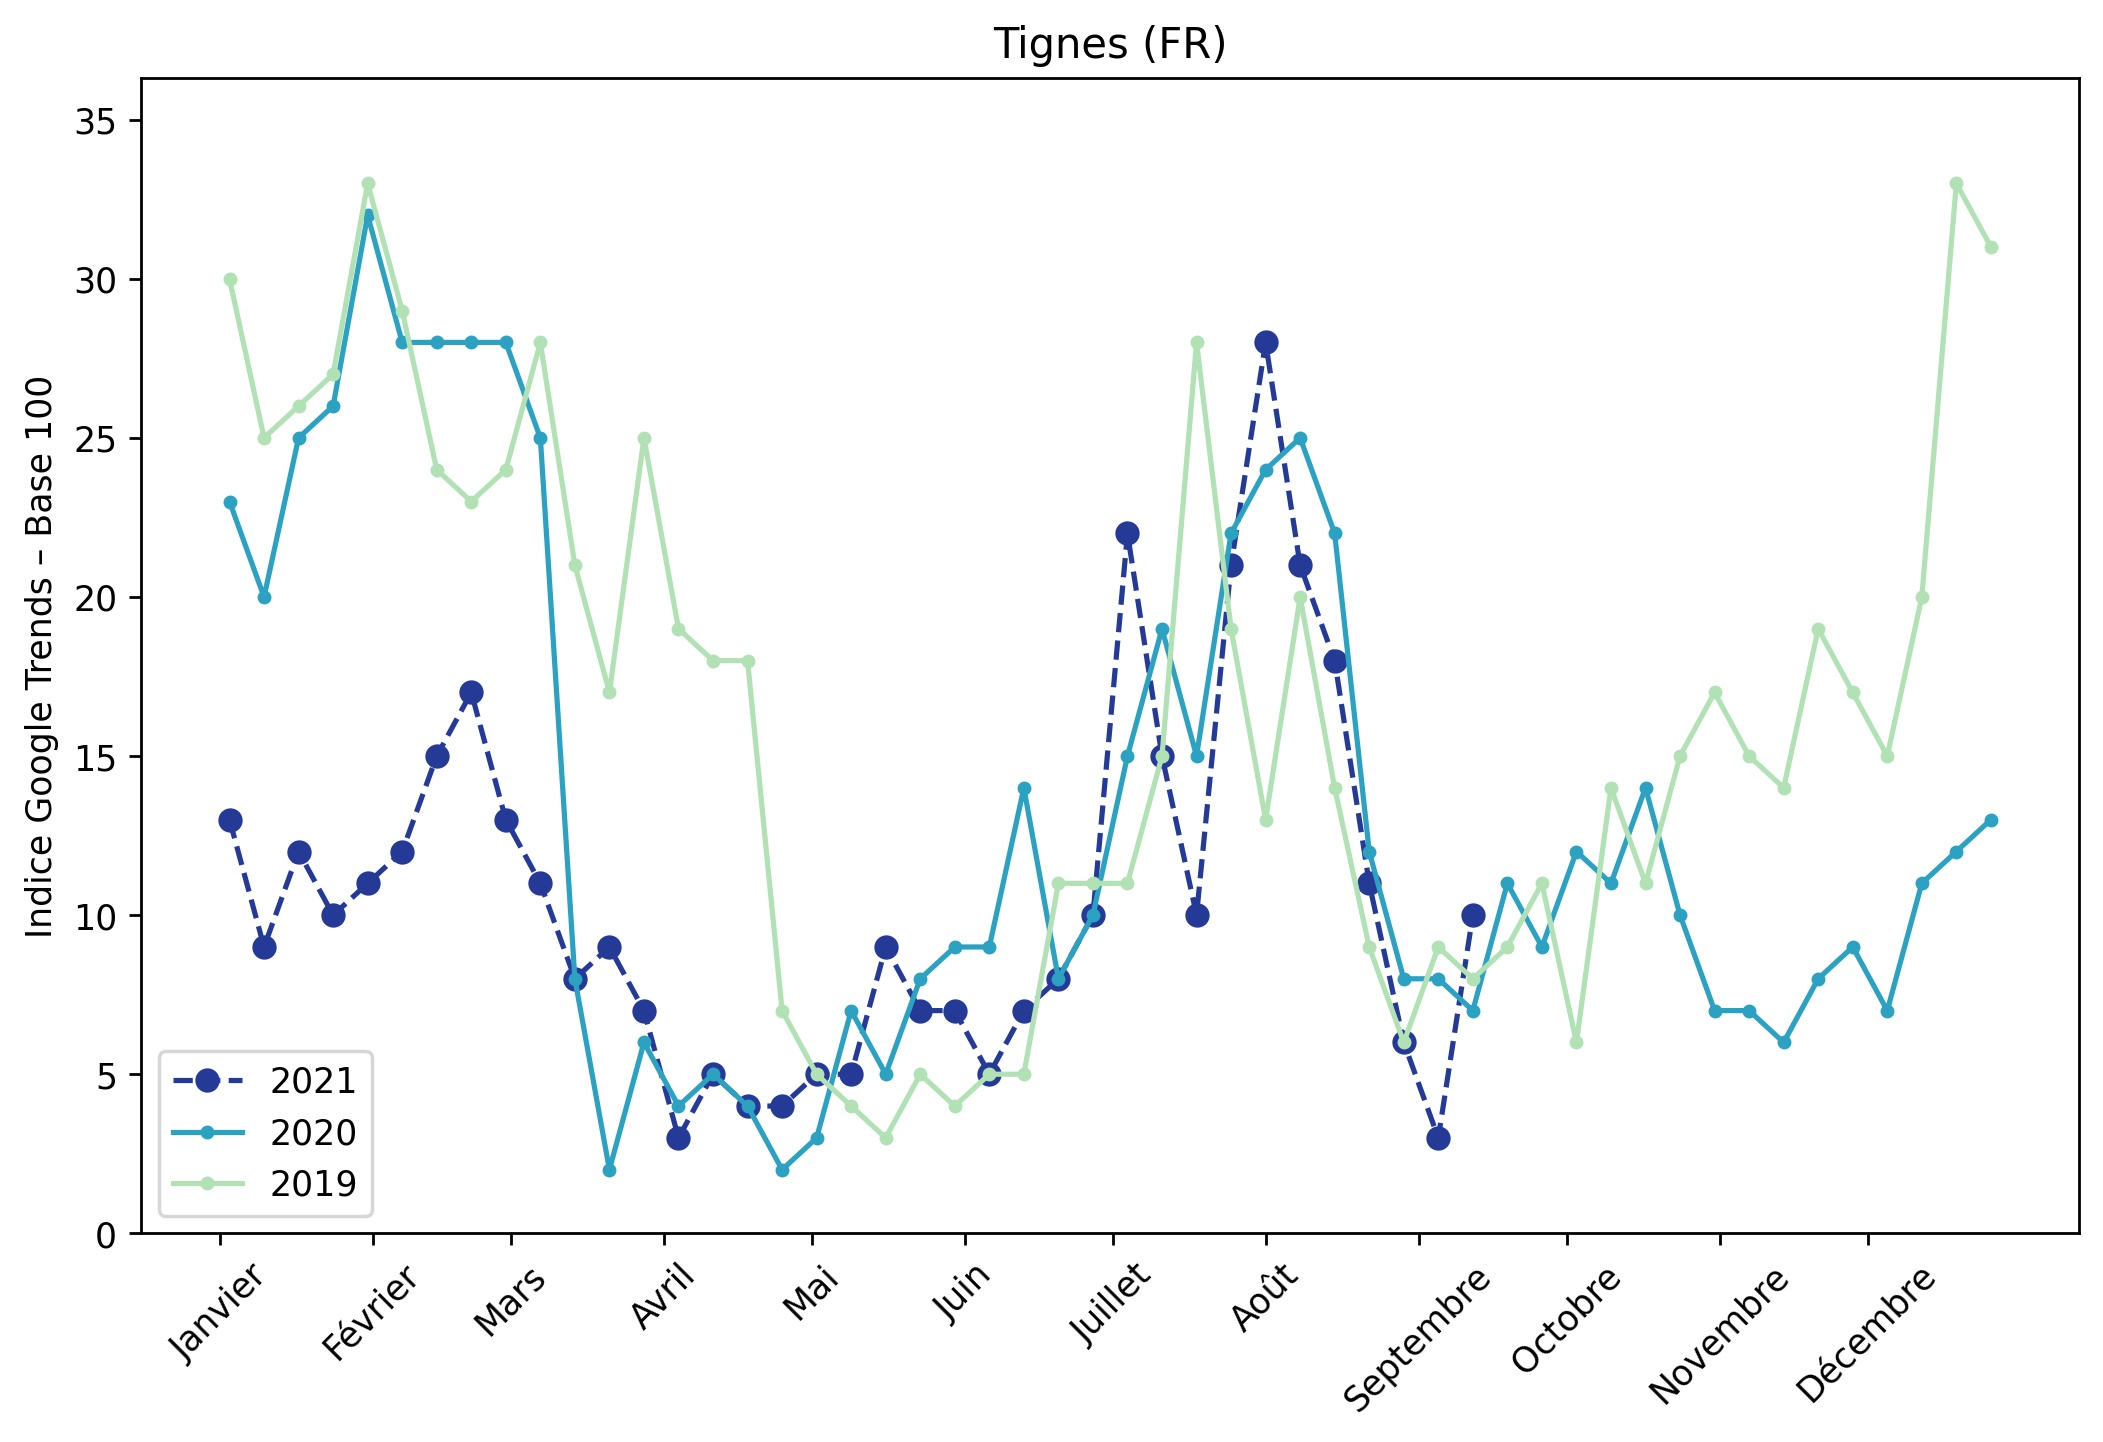 Tignes (FR)
Indice Google Trends – Base 100
35
30
25
20
15
10
5
0
2021
2020
2019
Janvier
Février
Mars
Avril
Mai
Juin
Juillet
Août
Septembre
Octobre
Novembre
Décembre